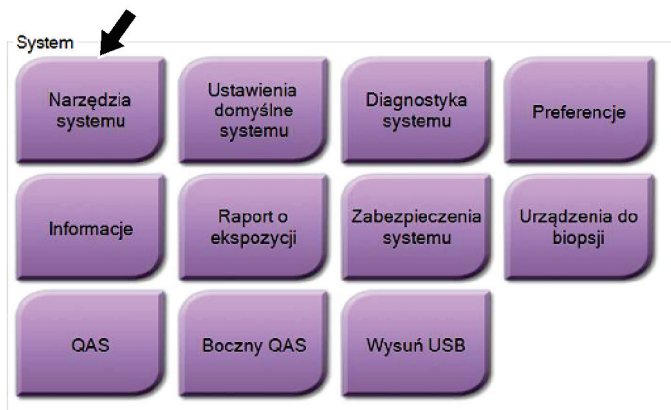 System
Narzędzia
systemu
Ustawienia
domyślne
systemu
Diagnostyka
systemu
Preferencje
Informacje
Raport o
ekspozycji
Zabezpieczenia
systemu
Urządzenia do
biopsji
QAS
Boczny QAS
Wysuń USB